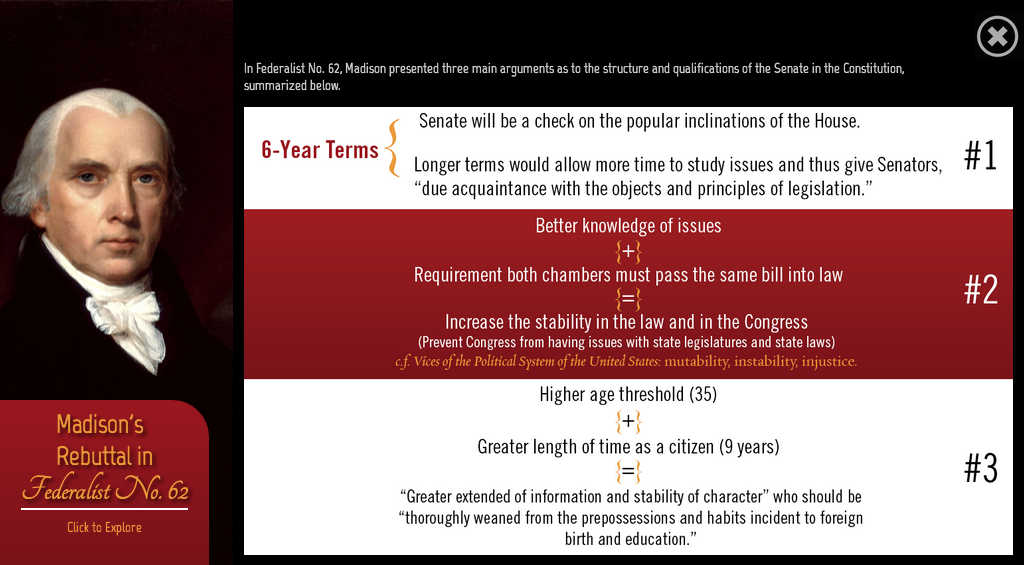 In Federalist No. 62, Madison presented three main arguments as to the structure and qualifications of the Senate in the Constitution,
summarized below.
6-Year Terms
Senate will be a check on the popular inclinations of the House.
Longer terms would allow more time to study issues and thus give Senators,
“due acquaintance with the objects and principles of legislation.”
#1
Better knowledge of issues
{+}
Requirement both chambers must pass the same bill into law
{=}
Increase the stability in the law and in the Congress
(Prevent Congress from having issues with state legislatures and state laws)
c.f. Vices of the Political System of the United States: mutability, instability, injustice.
#2
Higher age threshold (35)
{+}
Greater length of time as a citizen (9 years)
{=}
“Greater extended of information and stability of character” who should be
“thoroughly weaned from the prepossessions and habits incident to foreign
birth and education.”
#3
Madison's
Rebuttal in
Federalist No. 62
Click to Explore